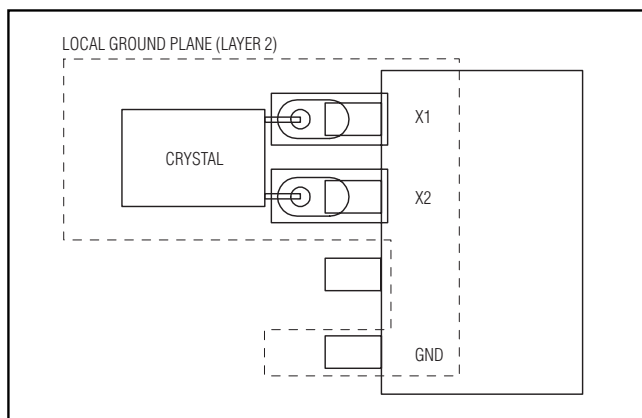 LOCAL GROUND PLANE (LAYER 2)
X1
CRYSTAL
X2
GND